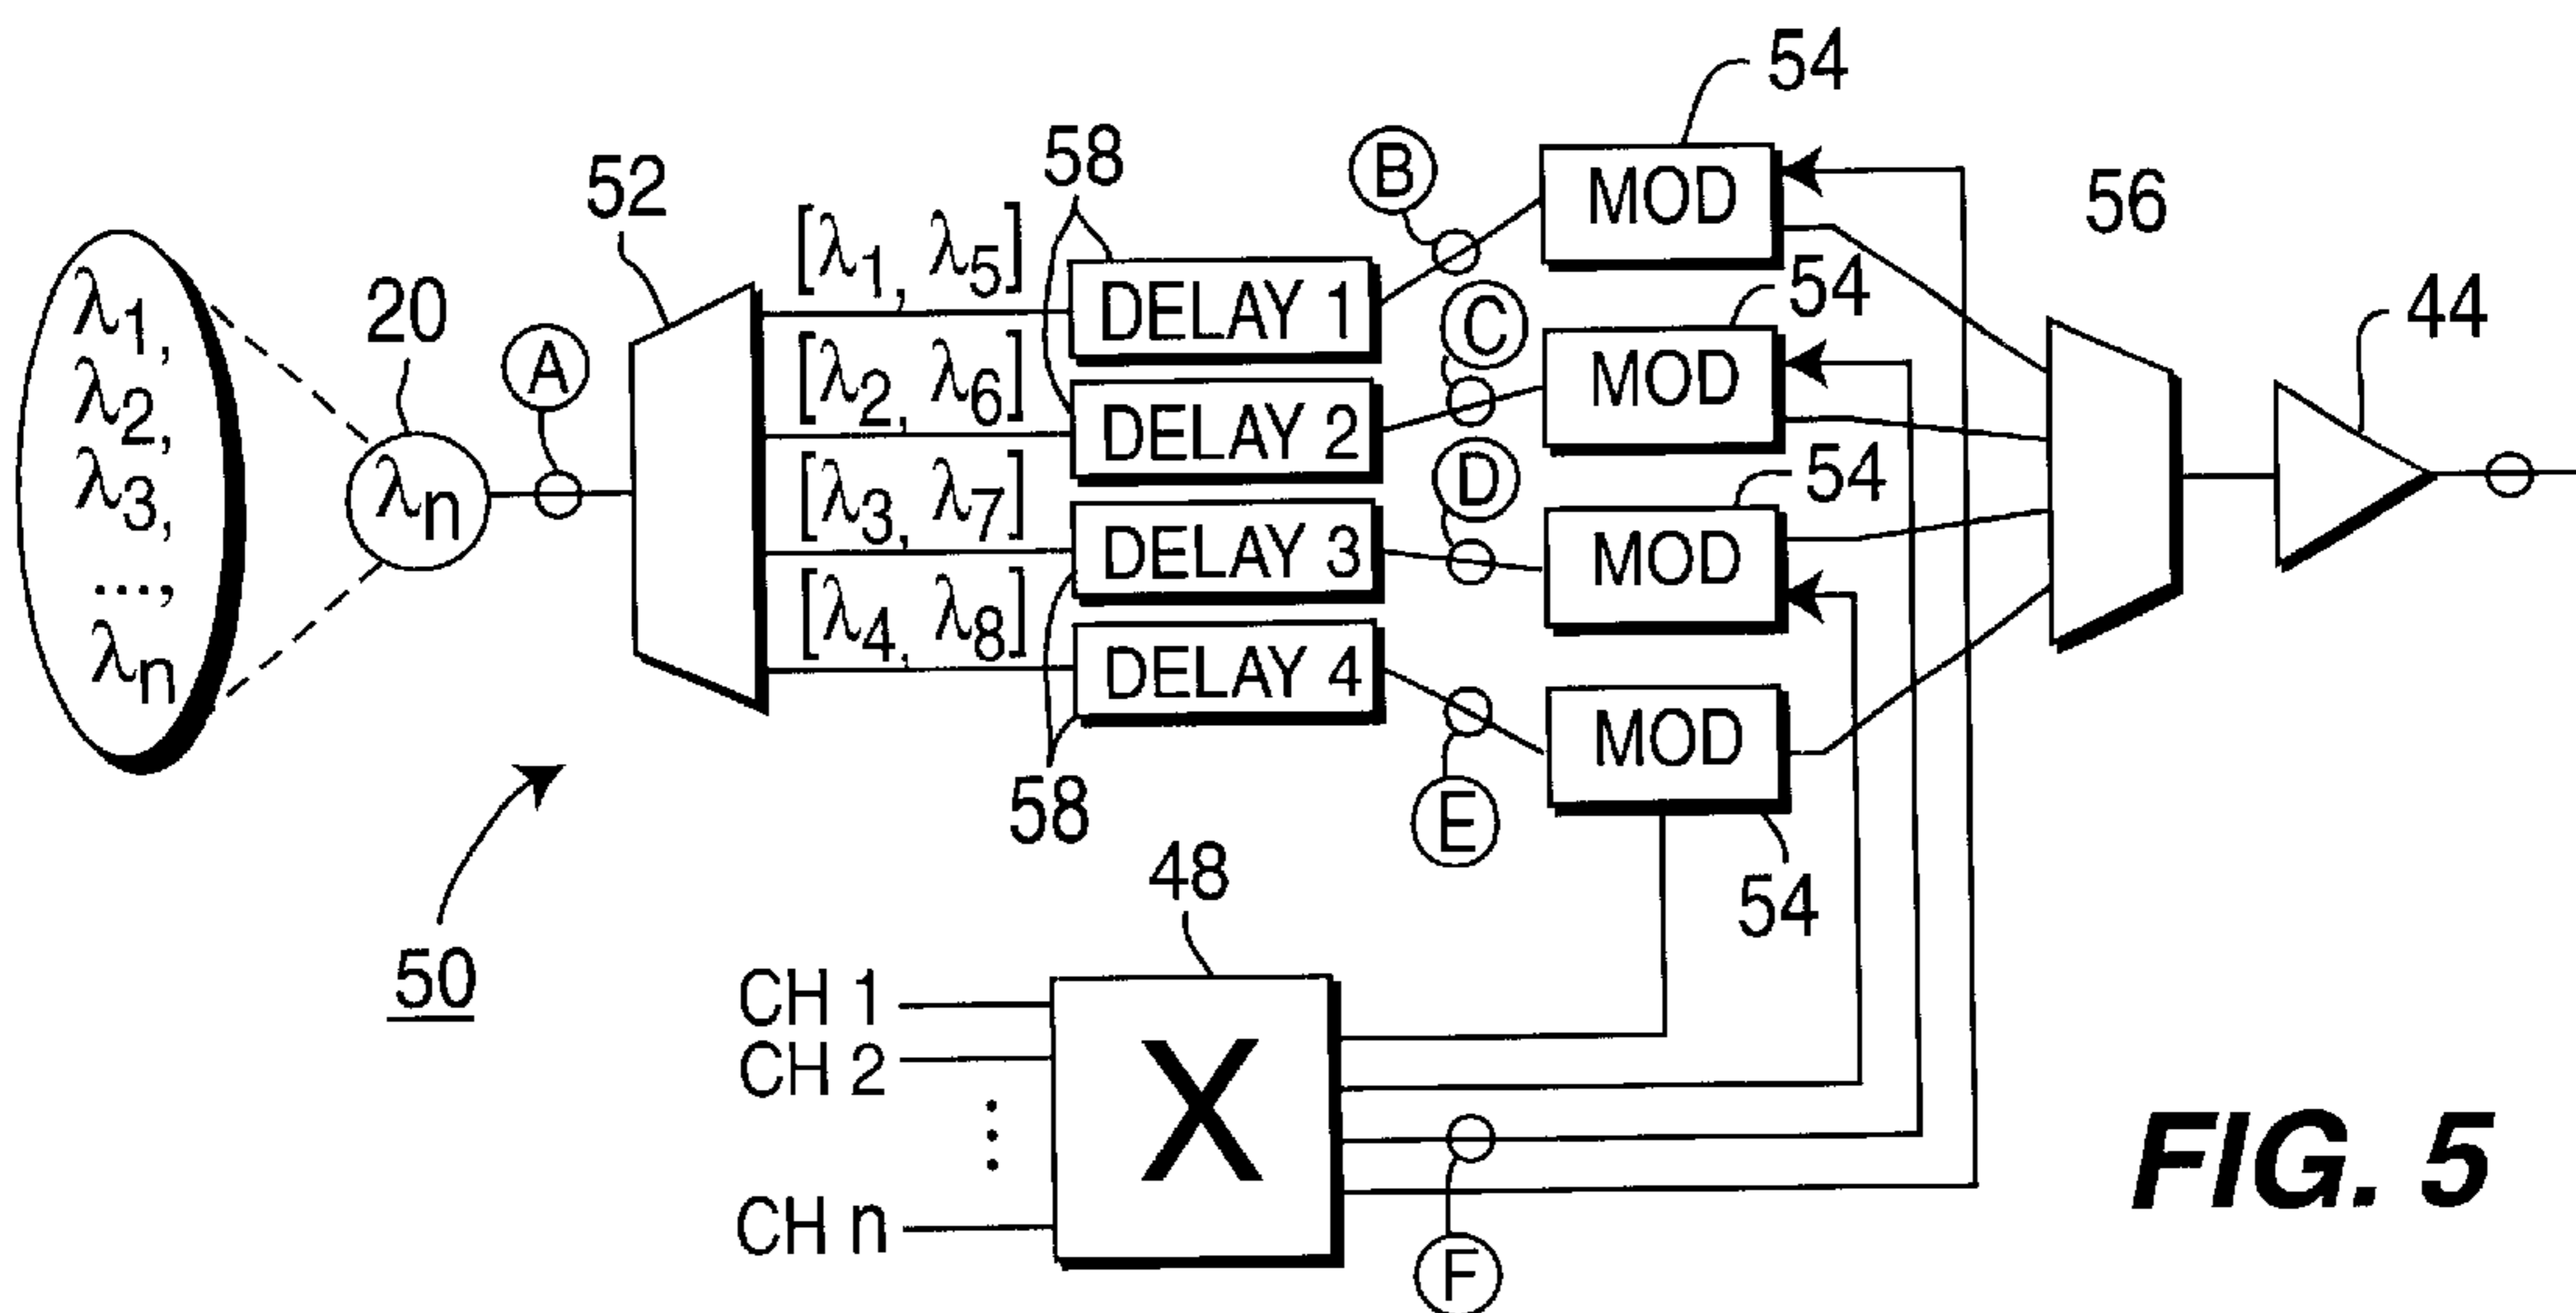 λ1,
λ2,
λ3,
...,
λn
20
λn
A
52
[λ1, λ5]
[λ2, λ6]
[λ3, λ7]
[λ4, λ8]
58
DELAY 1
DELAY 2
DELAY 3
DELAY 4
58
B
C
D
E
54
MOD
54
MOD
54
MOD
MOD
54
56
44
50
48
CH 1
CH 2
CH n
X
F
FIG. 5